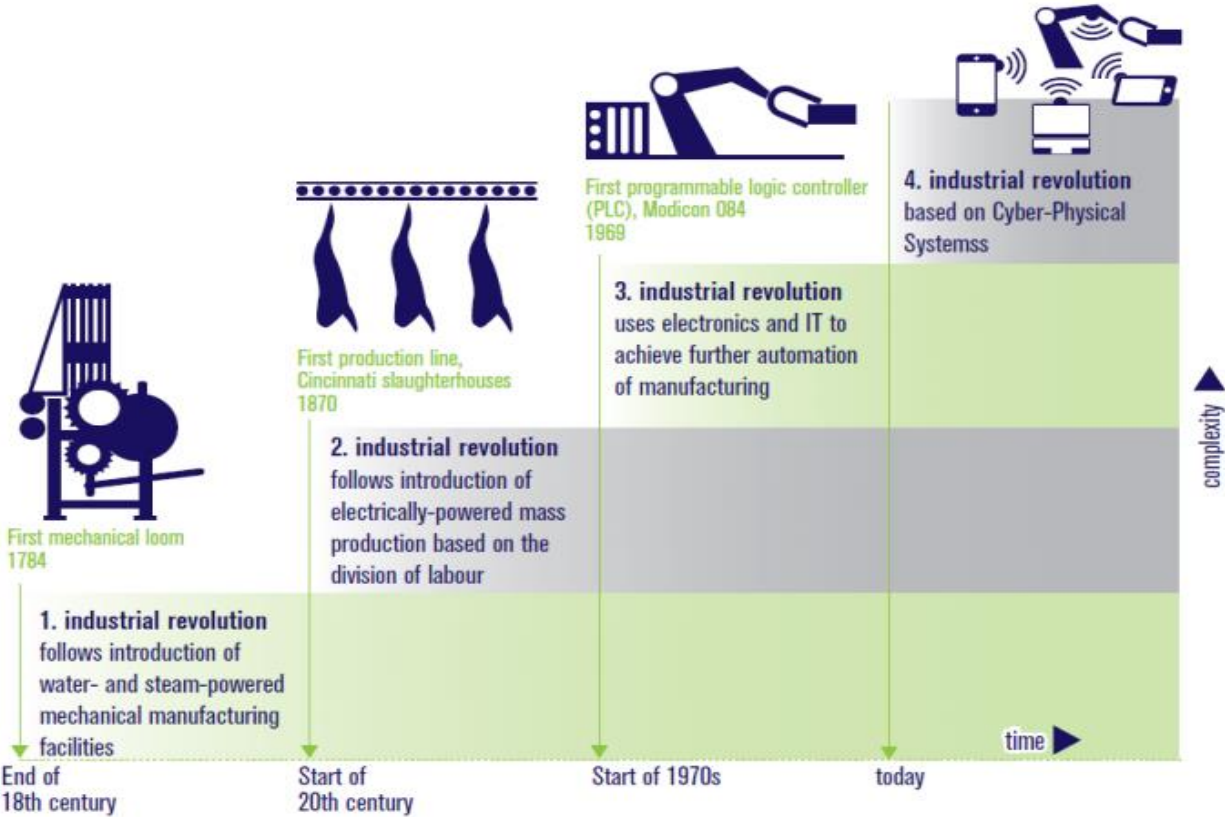 First mechanical loom
1784
1. industrial revolution
follows introduction of
water- and steam-powered
mechanical manufacturing
facilities
End of
18th century
First production line,
Cincinnati slaughterhouses
1870
2. industrial revolution
follows introduction of
electrically-powered mass
production based on the
division of labour
Start of
20th century
First programmable logic controller
(PLC), Modicon 084
1969
3. industrial revolution
uses electronics and IT to
achieve further automation
of manufacturing
Start of 1970s
4. industrial revolution
based on Cyber-Physical
Systemss
today
time
complexity